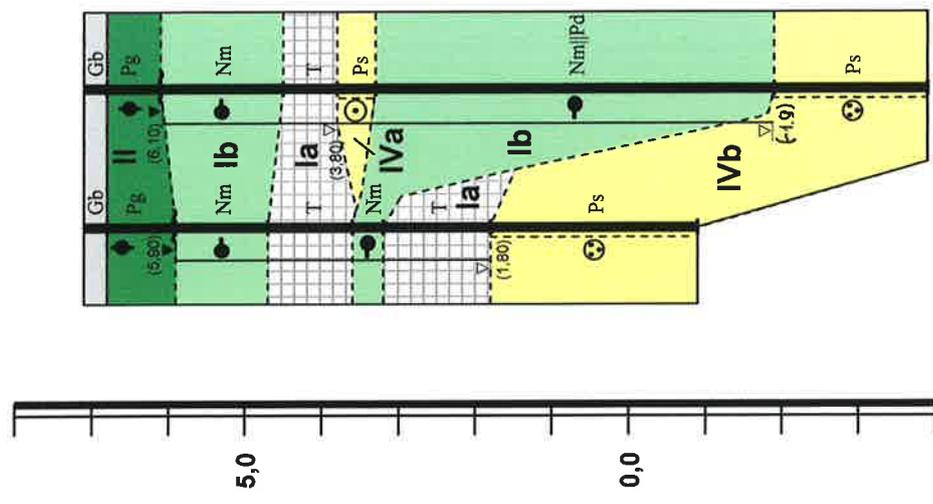 Gb Gb
Pg II Pg
(5,90) (6,10)
Nm Ib Nm
5,0
T Ia T
(3,80)
Ps
Nm IVa
T Ia
Ib Nm||Pd
(1,80)
Ps
0,0
IVb
(-1,9)
Ps